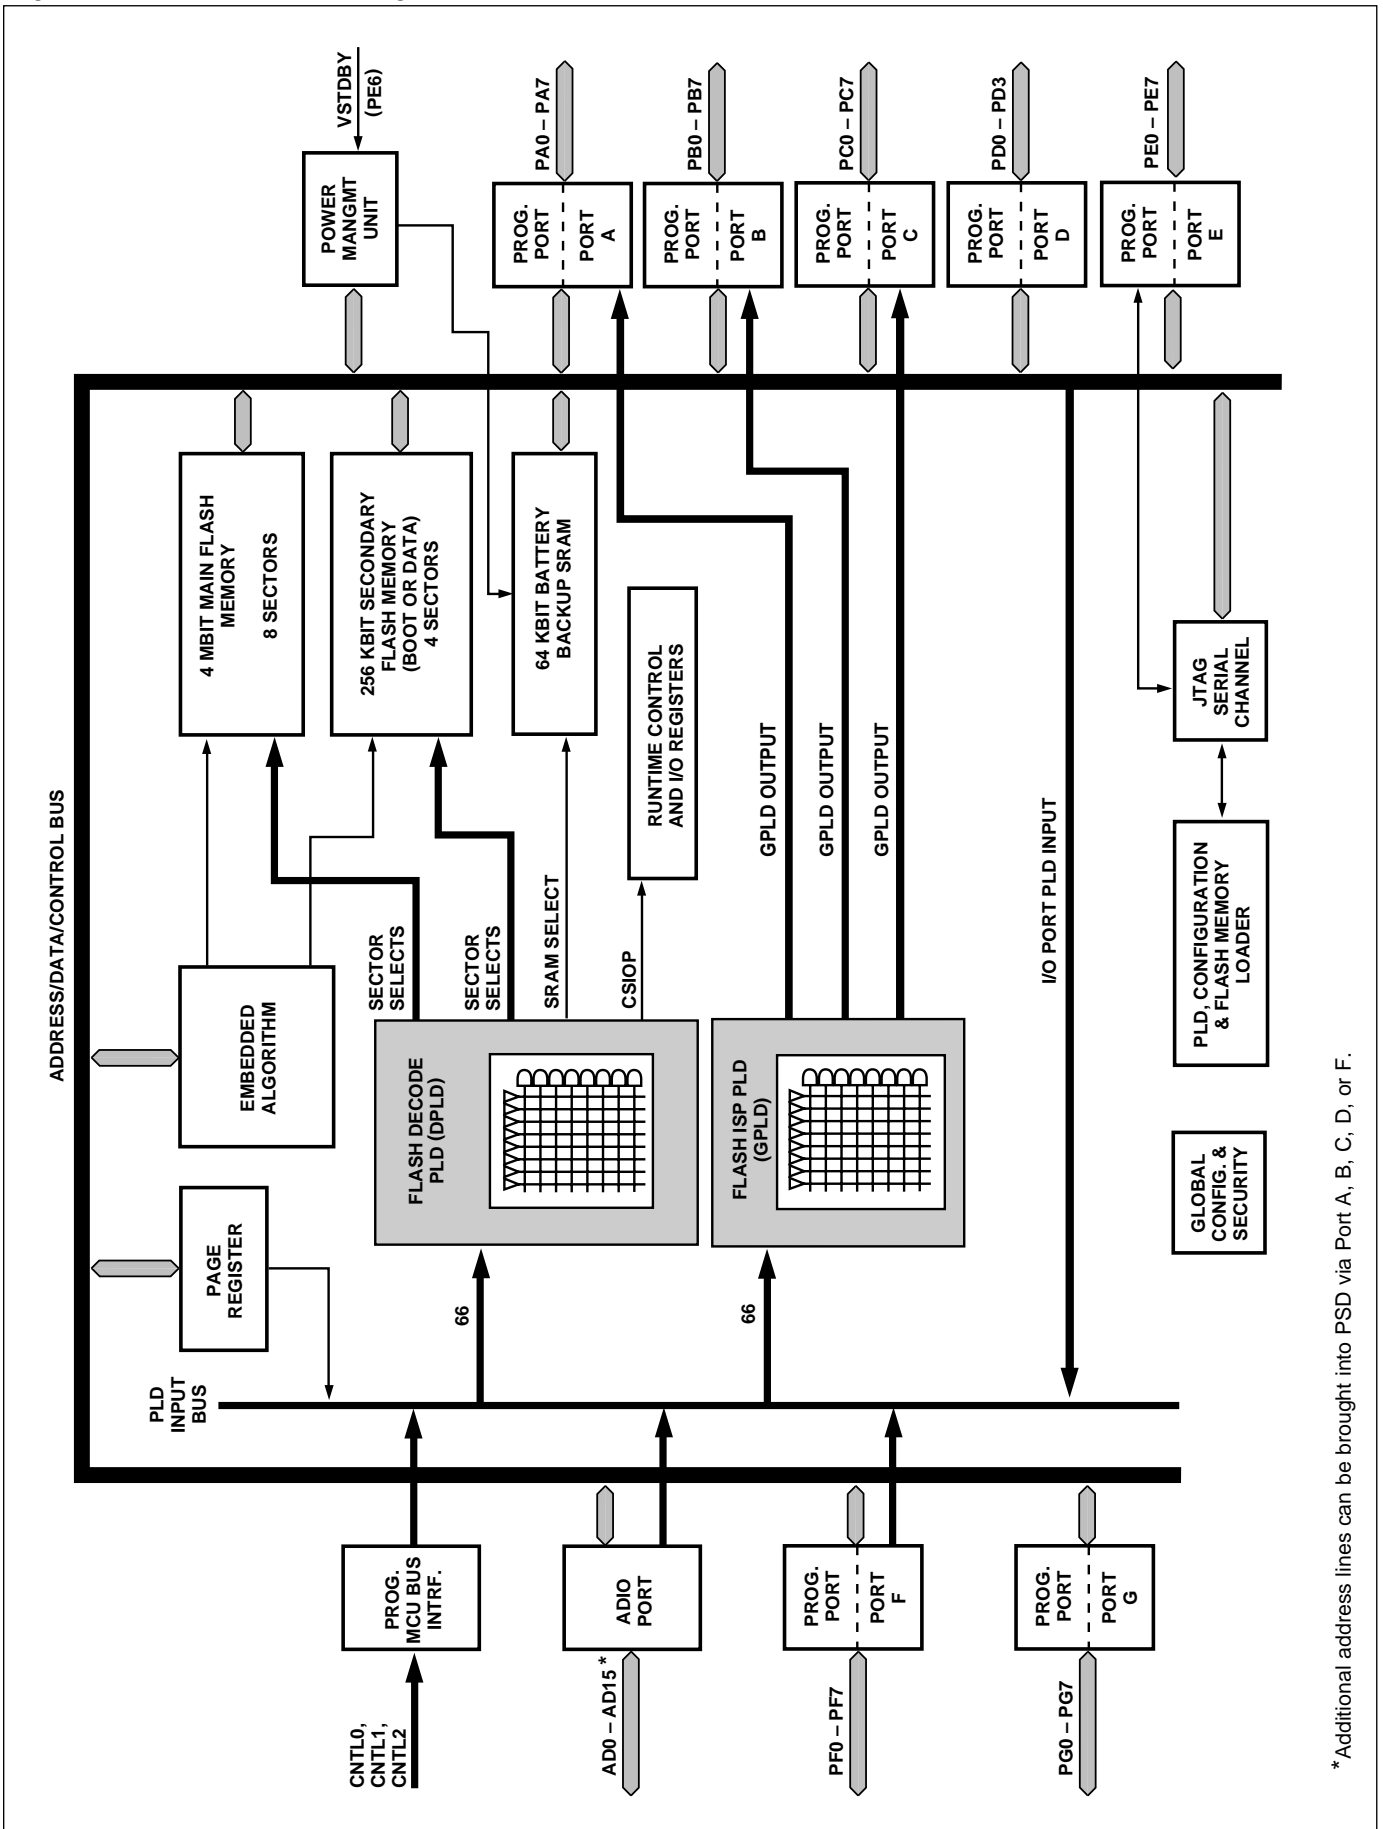 ADDRESS/DATA/CONTROL BUS
CNTL0,
CNTL1,
CNTL2
PROG.
MCU BUS
INTRF.
PLD
INPUT
BUS
PAGE
REGISTER
EMBEDDED
ALGORITHM
4 MBIT MAIN FLASH
MEMORY
8 SECTORS
POWER
MANGMT
UNIT
VSTDBY
(PE6)
256 KBIT SECONDARY
FLASH MEMORY
(BOOT OR DATA)
4 SECTORS
SECTOR
SELECTS
SECTOR
SELECTS
SRAM SELECT
CSIOP
64 KBIT BATTERY
BACKUP SRAM
RUNTIME CONTROL
AND I/O REGISTERS
66
FLASH DECODE
PLD (DPLD)
AD0 – AD15 *
ADIO
PORT
PROG.
PORT
PORT
A
PA0 – PA7
66
FLASH ISP PLD
(GPLD)
GPLD OUTPUT
GPLD OUTPUT
GPLD OUTPUT
PROG.
PORT
PORT
B
PB0 – PB7
PF0 – PF7
PROG.
PORT
PORT
F
PROG.
PORT
PORT
C
PC0 – PC7
I/O PORT PLD INPUT
PROG.
PORT
PORT
D
PD0 – PD3
PG0 – PG7
PROG.
PORT
PORT
G
PROG.
PORT
PORT
E
PE0 – PE7
GLOBAL
CONFIG. &
SECURITY
PLD, CONFIGURATION
& FLASH MEMORY
LOADER
JTAG
SERIAL
CHANNEL
* Additional address lines can be brought into PSD via Port A, B, C, D, or F.